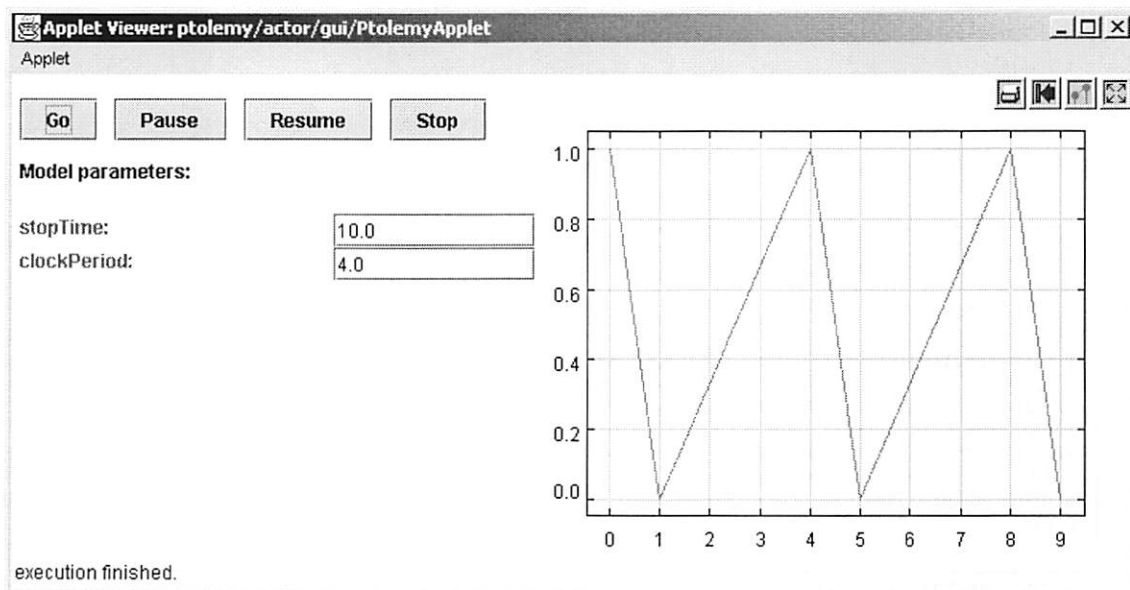 Applet Viewer: ptolemy/actor/gui/PtolemyApplet
Applet
Go Pause Resume Stop
Model parameters:
stopTime: 10.0
clockPeriod: 4.0
1.0
0.8
0.6
0.4
0.2
0.0
0 1 2 3 4 5 6 7 8 9
execution finished.